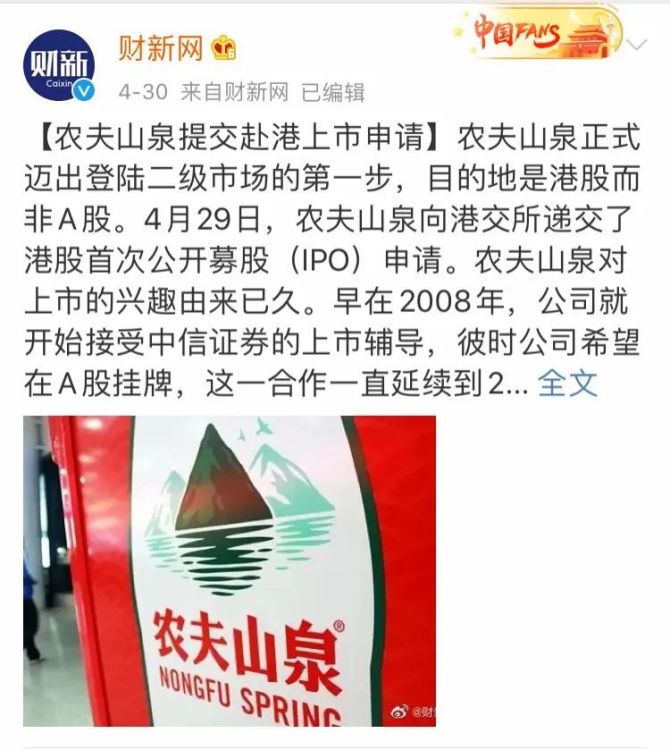 财新
Caixin
财新网
中国FANS
4-30 来自财新网 已编辑
【农夫山泉提交赴港上市申请】农夫山泉正式
迈出登陆二级市场的第一步，目的地是港股而
非A股。4月29日，农夫山泉向港交所递交了
港股首次公开募股（IPO）申请。农夫山泉对
上市的兴趣由来已久。早在2008年，公司就
开始接受中信证券的上市辅导，彼时公司希望
在A股挂牌，这一合作一直延续到2... 全文
农夫山泉®
NONGFU SPRING
@财